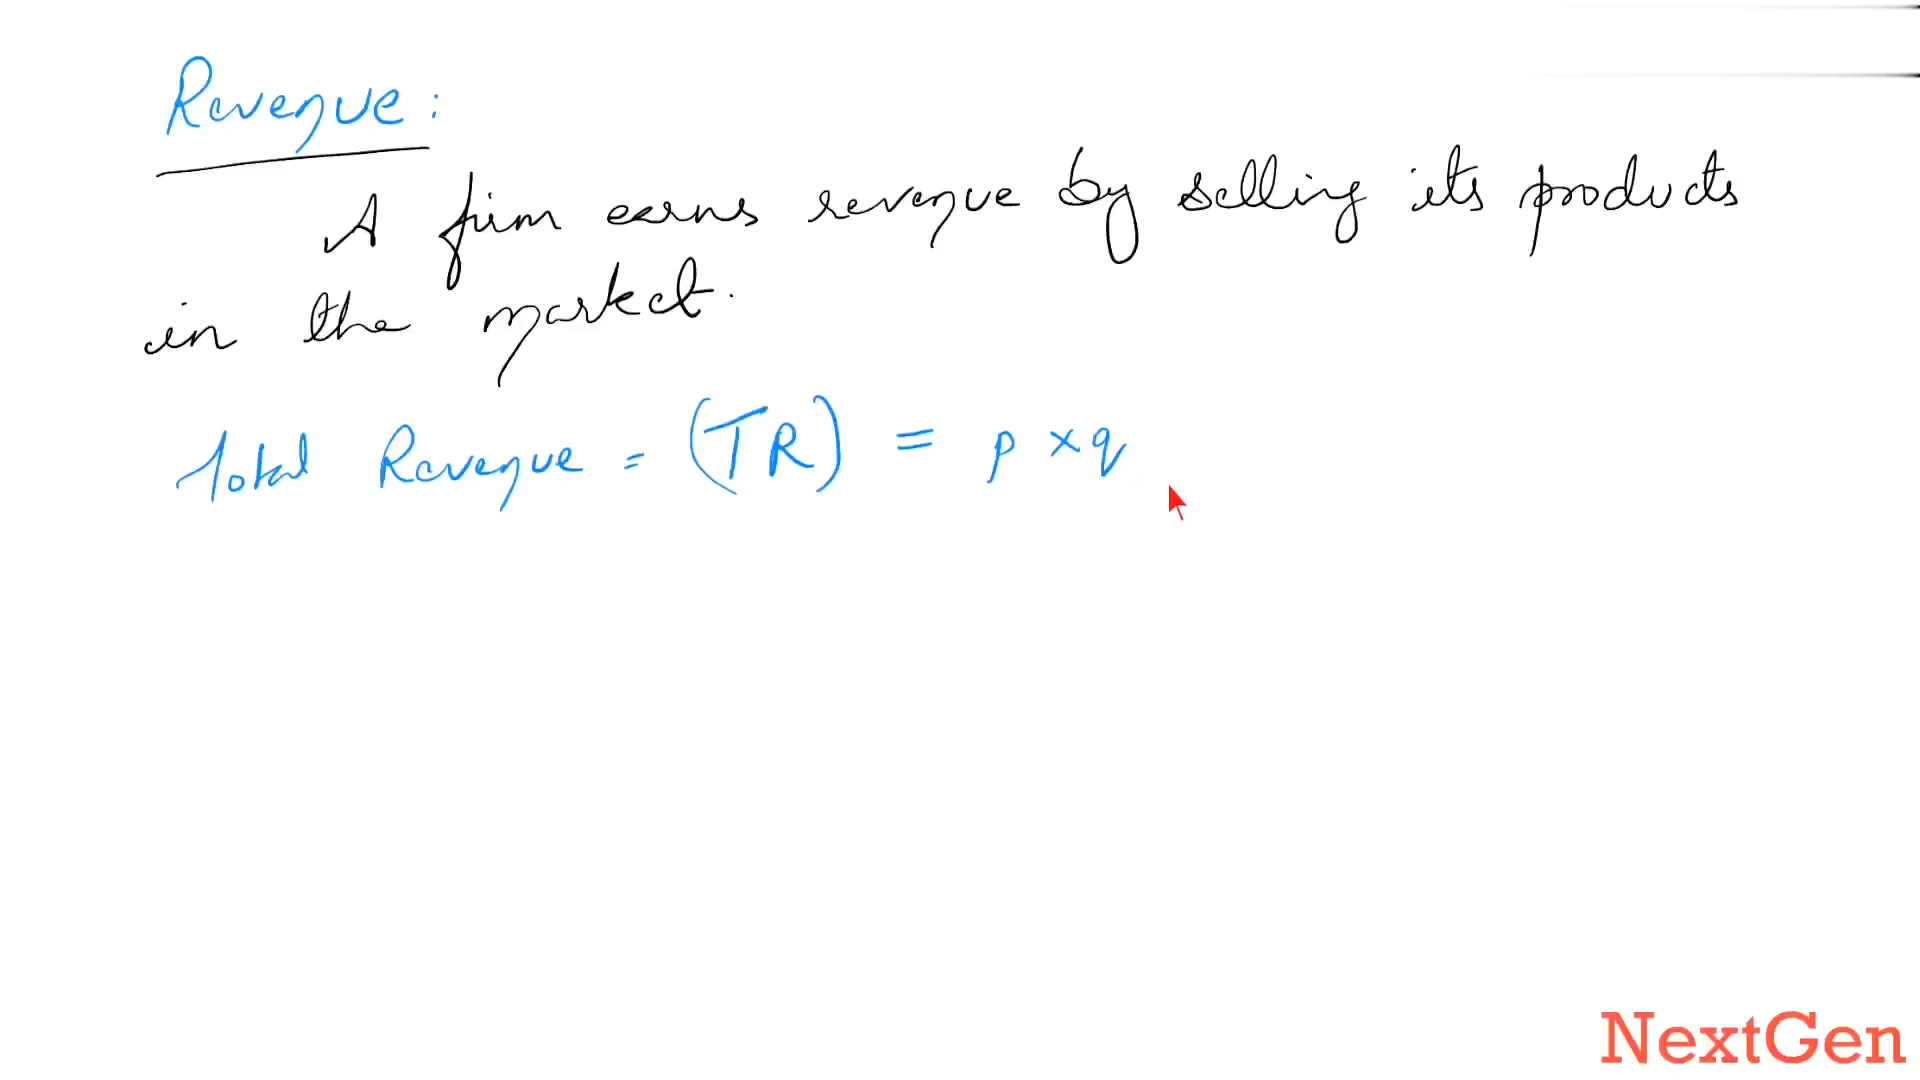 Revenue :
A firm earns revenue by selling its products
in the market.
Total Revenue = (TR) = p × q
NextGen